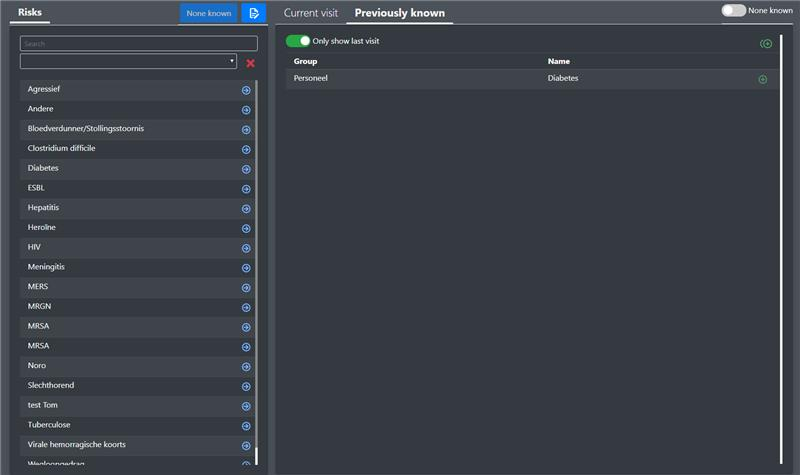 Risks
None known
Search
Agressief
Andere
Bloedverdunner/Stollingsstoornis
Clostridium difficile
Diabetes
ESBL
Hepatitis
Heroïne
HIV
Meningitis
MERS
MRGN
MRSA
MRSA
Noro
Slechthorend
test Tom
Tuberculose
Virale hemorragische koorts
Wegloopgedrag
Current visit
Previously known
None known
Only show last visit
Group Name
Personeel Diabetes